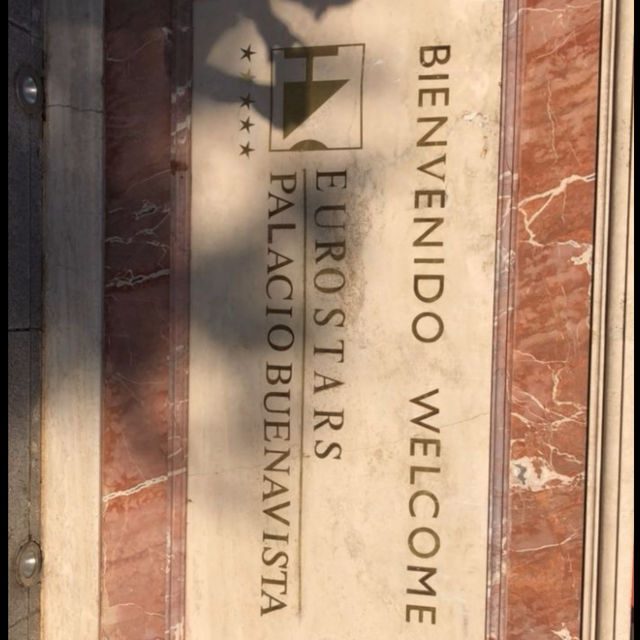 BIENVENIDO WELCOME
EUROSTARS
PALACIO BUENAVISTA
★★★★★